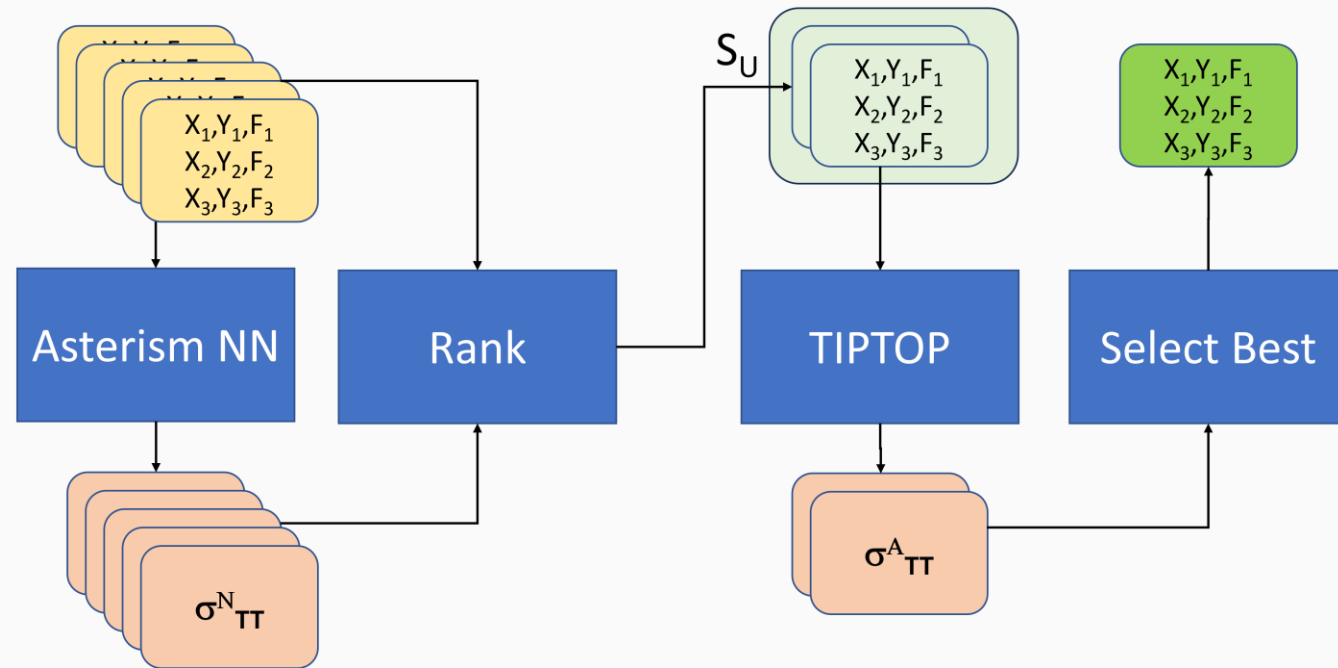 X₁,Y₁,F₁
X₂,Y₂,F₂
X₃,Y₃,F₃
Asterism NN
σᴺTT
Rank
S_U
X₁,Y₁,F₁
X₂,Y₂,F₂
X₃,Y₃,F₃
TIPTOP
σᴬTT
X₁,Y₁,F₁
X₂,Y₂,F₂
X₃,Y₃,F₃
Select Best